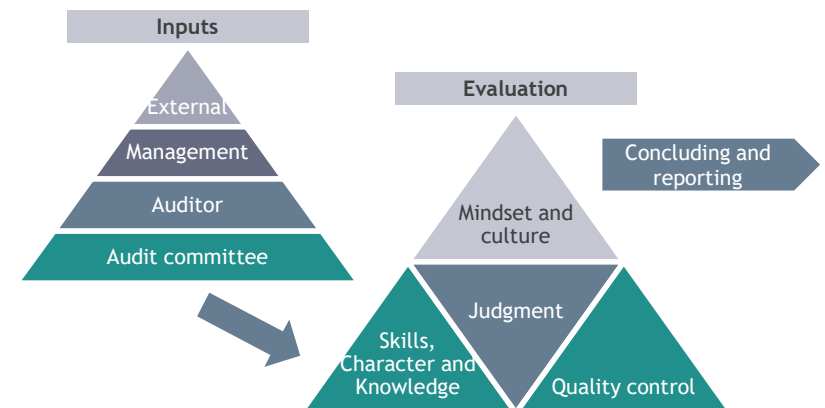 Inputs
External
Management
Auditor
Audit committee
Evaluation
Mindset and
culture
Judgment
Skills,
Character and
Knowledge
Quality control
Concluding and
reporting